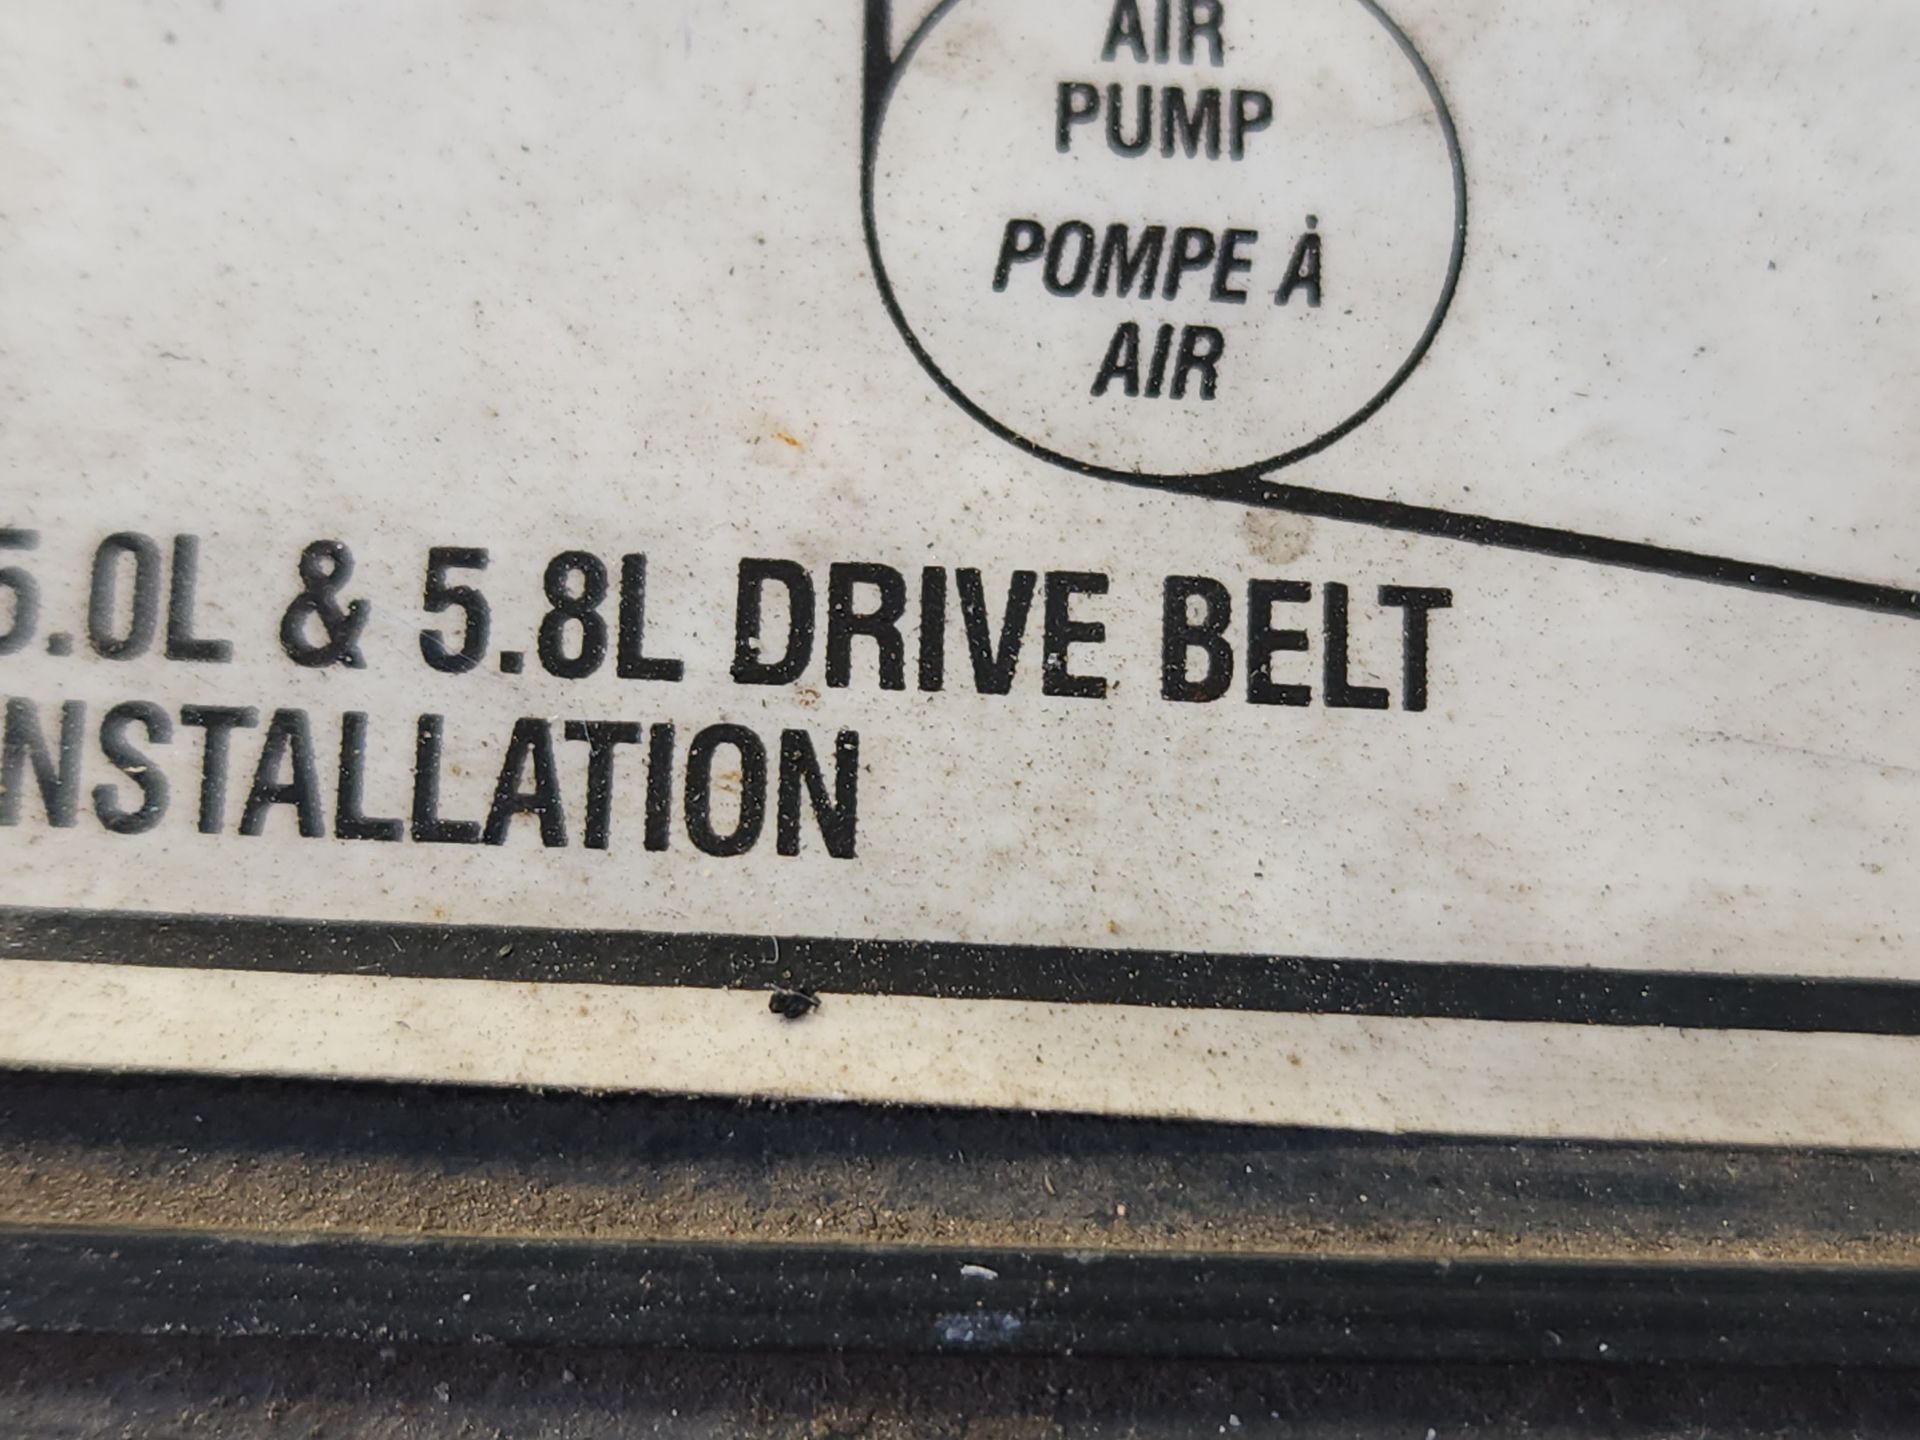 AIR
PUMP
POMPE À
AIR
5.0L & 5.8L DRIVE BELT
NSTALLATION